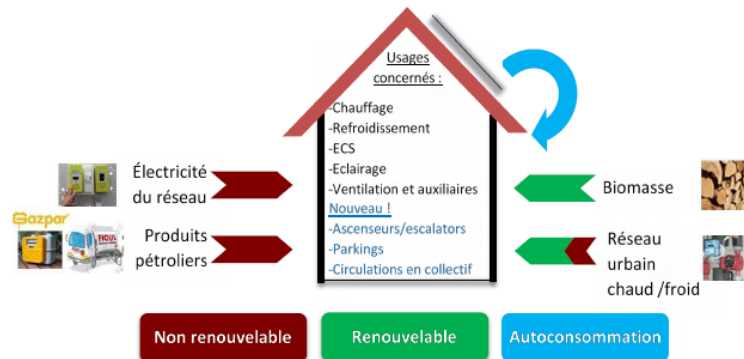 Usages
concernés :
-Chauffage
-Refroidissement
-ECS
-Eclairage
-Ventilation et auxiliaires
Nouveau !
-Ascenseurs/escalators
-Parkings
-Circulations en collectif
Électricité
du réseau
Gazpar
FIOUL
Produits
pétroliers
Biomasse
Réseau
urbain
chaud /froid
Non renouvelable
Renouvelable
Autoconsommation